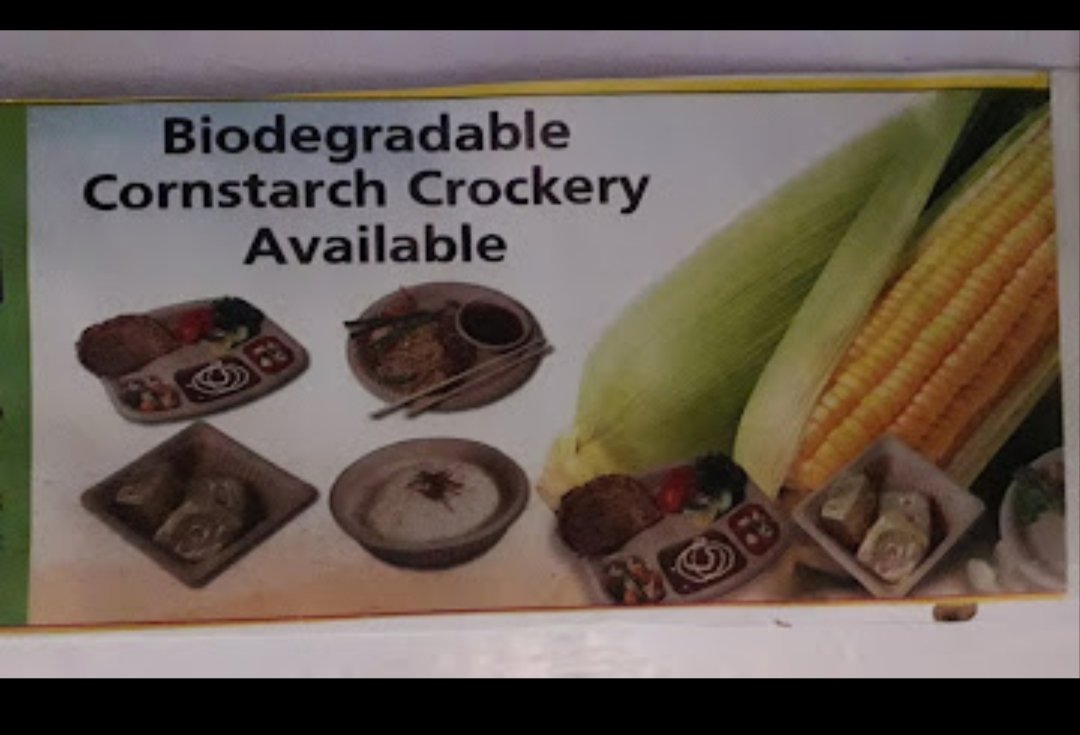 Biodegradable
Cornstarch Crockery
Available